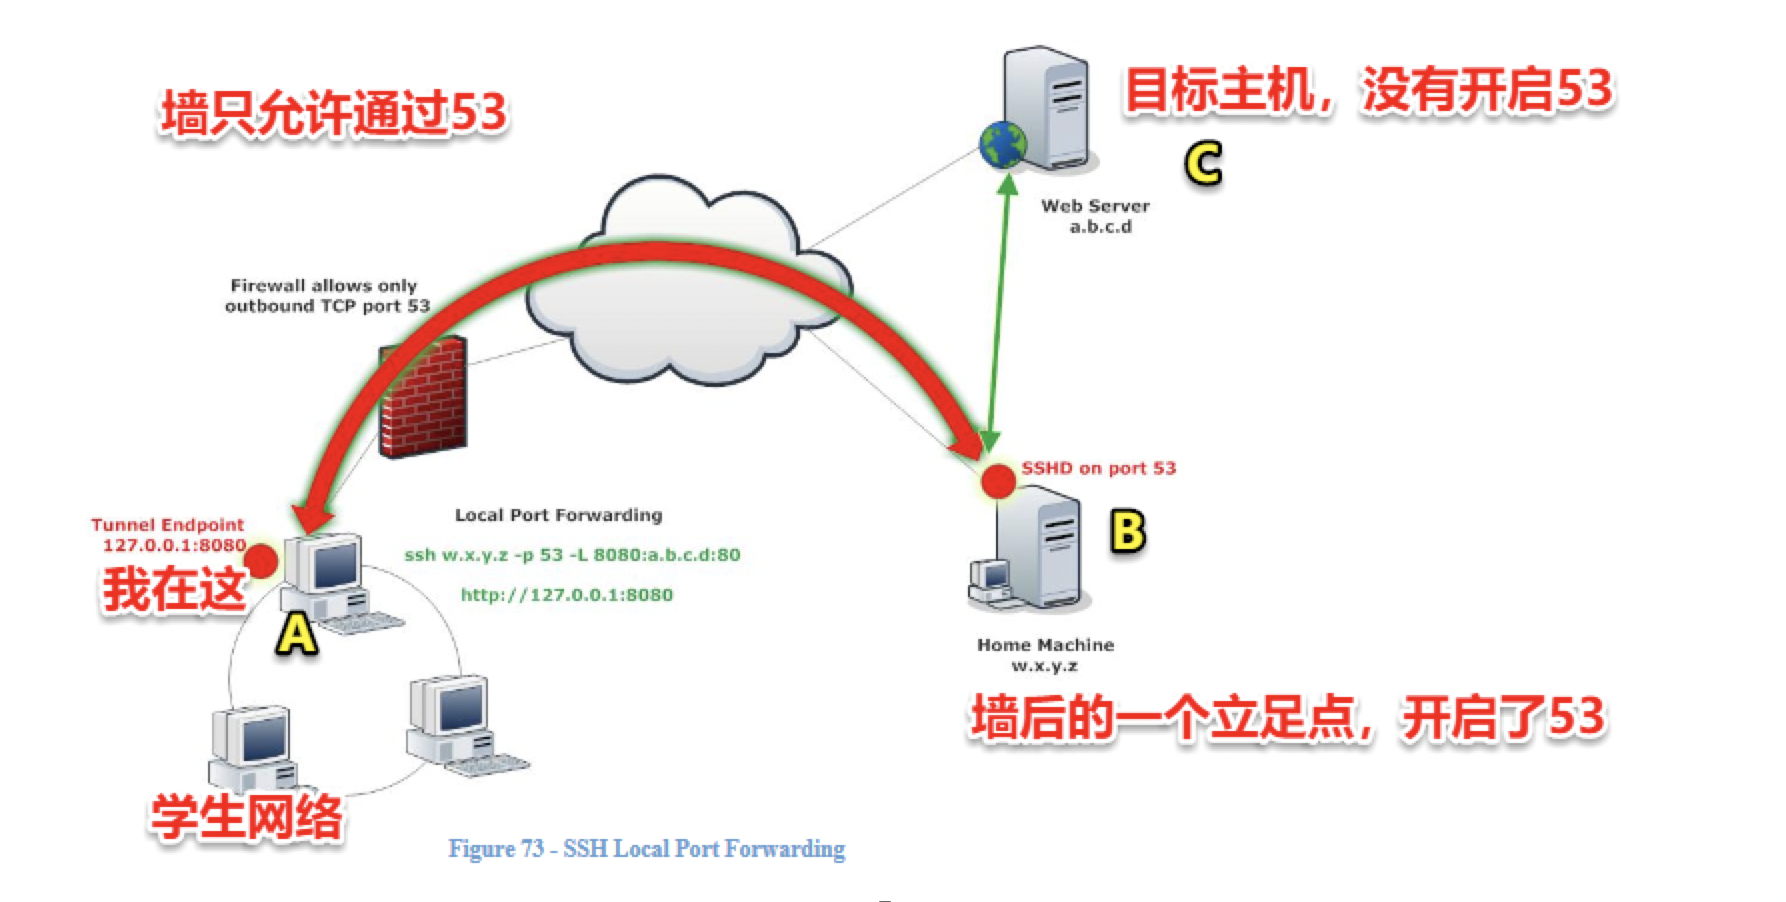 墙只允许通过53
目标主机，没有开启53
C
Web Server
a.b.c.d
Firewall allows only
outbound TCP port 53
SSHD on port 53
B
Tunnel Endpoint
127.0.0.1:8080
我在这
A
Local Port Forwarding
ssh w.x.y.z -p 53 -L 8080:a.b.c.d:80
http://127.0.0.1:8080
Home Machine
w.x.y.z
墙后的一个立足点，开启了53
学生网络
Figure 73 - SSH Local Port Forwarding